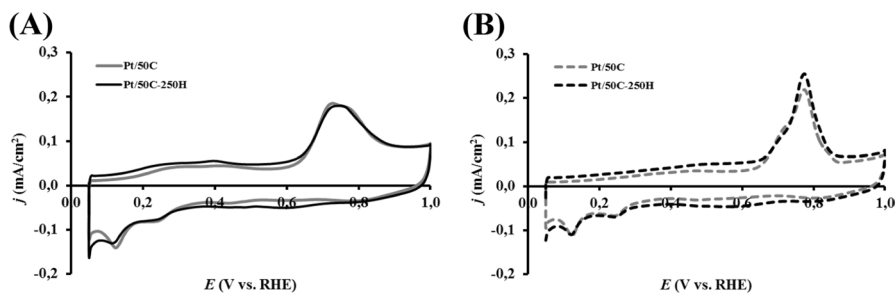 (A)
0,3
0,2
0,1
0,0
-0,1
-0,2
j (mA/cm²)
Pt/50C
Pt/50C-250H
0,0
0,2
0,4
0,6
0,8
1,0
E (V vs. RHE)
(B)
0,3
0,2
0,1
0,0
-0,1
-0,2
j (mA/cm²)
Pt/50C
Pt/50C-250H
0,0
0,2
0,4
0,6
0,8
1,0
E (V vs. RHE)